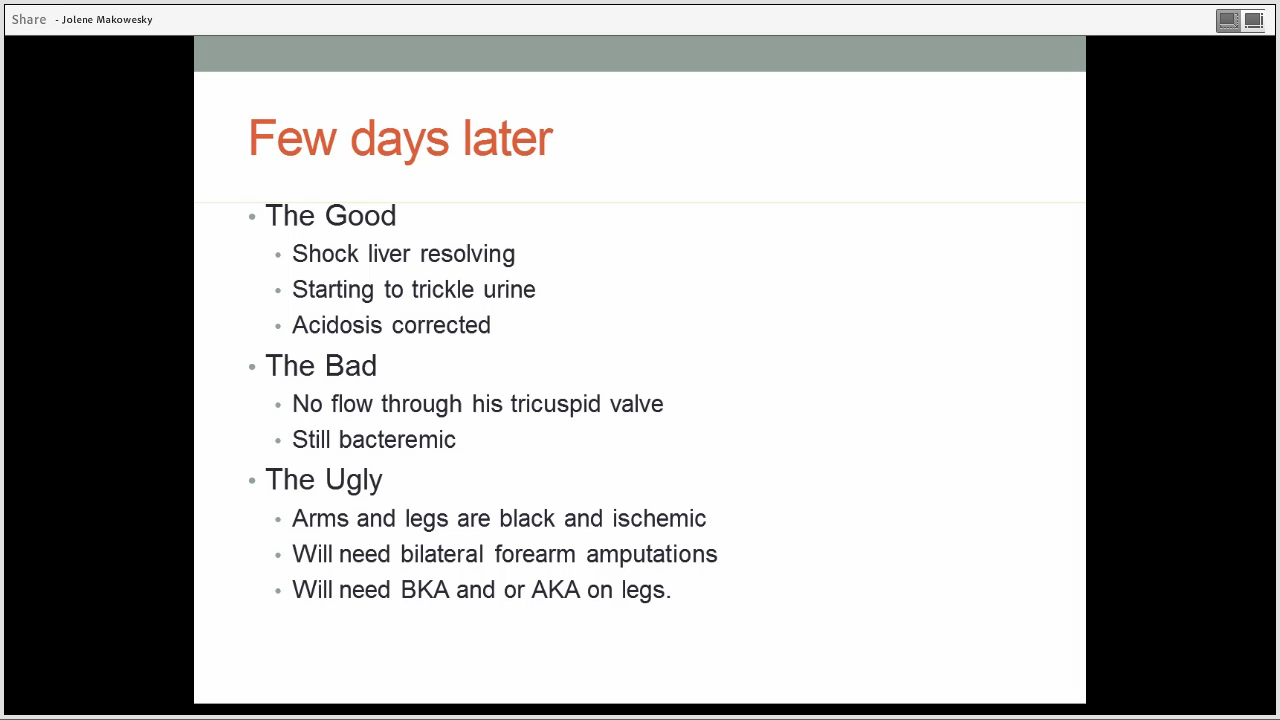 Share - Jolene Makowesky
Few days later
• The Good
• Shock liver resolving
• Starting to trickle urine
• Acidosis corrected
• The Bad
• No flow through his tricuspid valve
• Still bacteremic
• The Ugly
• Arms and legs are black and ischemic
• Will need bilateral forearm amputations
• Will need BKA and or AKA on legs.